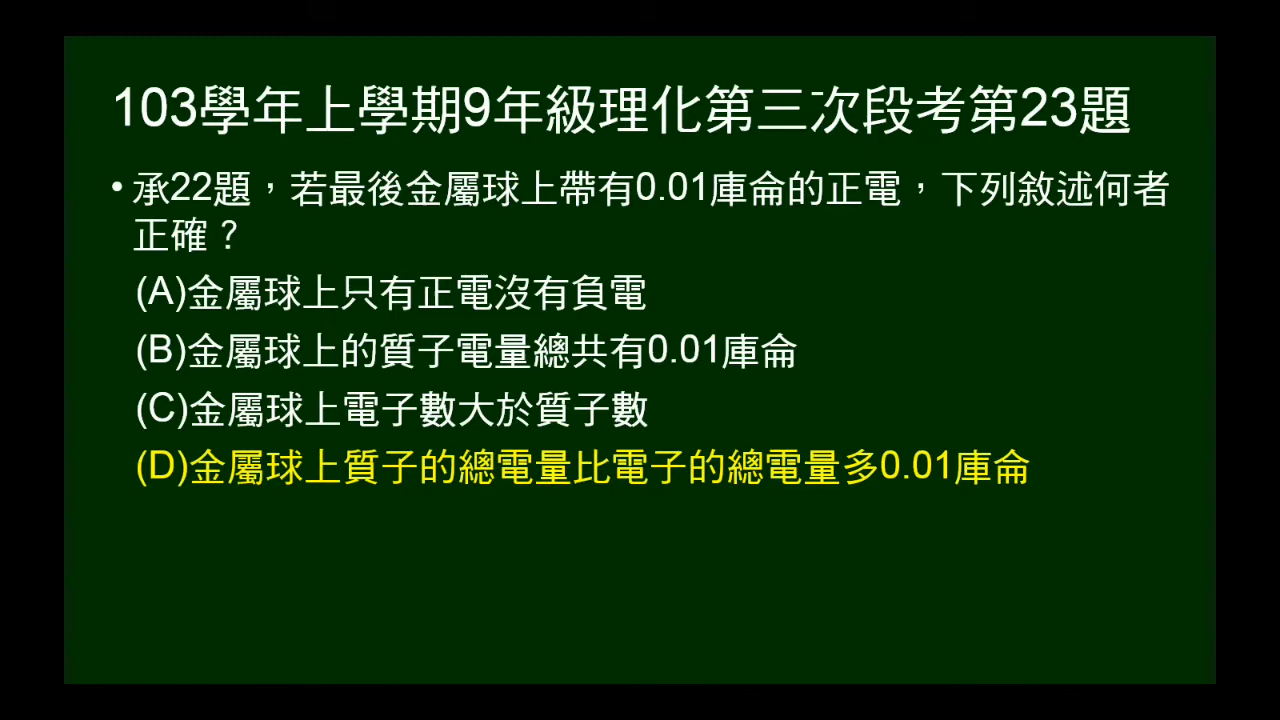 103學年上學期9年級理化第三次段考第23題
•承22題，若最後金屬球上帶有0.01庫侖的正電，下列敘述何者
正確？
(A)金屬球上只有正電沒有負電
(B)金屬球上的質子電量總共有0.01庫侖
(C)金屬球上電子數大於質子數
(D)金屬球上質子的總電量比電子的總電量多0.01庫侖